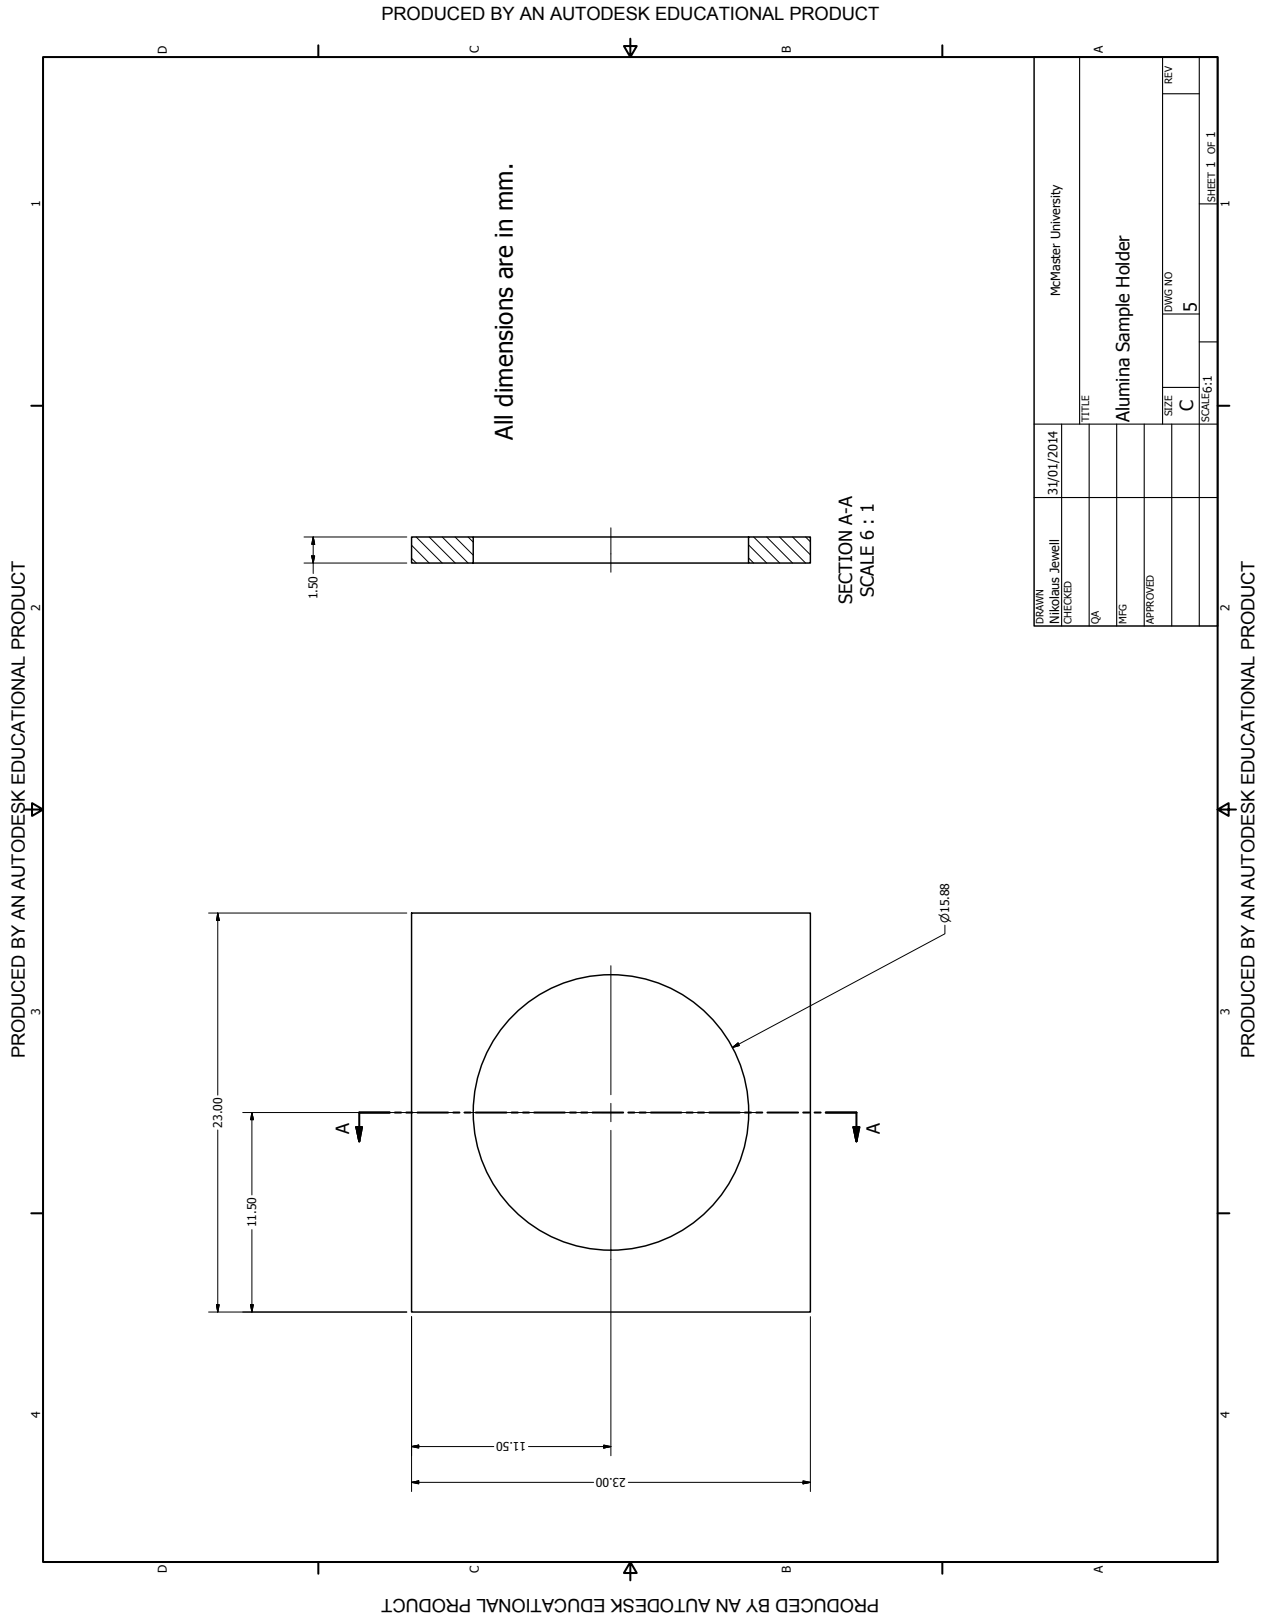 PRODUCED BY AN AUTODESK EDUCATIONAL PRODUCT
PRODUCED BY AN AUTODESK EDUCATIONAL PRODUCT
PRODUCED BY AN AUTODESK EDUCATIONAL PRODUCT
PRODUCED BY AN AUTODESK EDUCATIONAL PRODUCT
4
3
2
1
4
3
2
1
D
C
B
A
D
C
B
A
23.00
11.50
11.50
23.00
A
A
Ø15.88
1.50
SECTION A-A
SCALE 6 : 1
All dimensions are in mm.
DRAWN
Nikolaus Jewell
31/01/2014
CHECKED
QA
MFG
APPROVED
McMaster University
TITLE
Alumina Sample Holder
SIZE
C
DWG NO
5
REV
SCALE 6:1
SHEET 1 OF 1